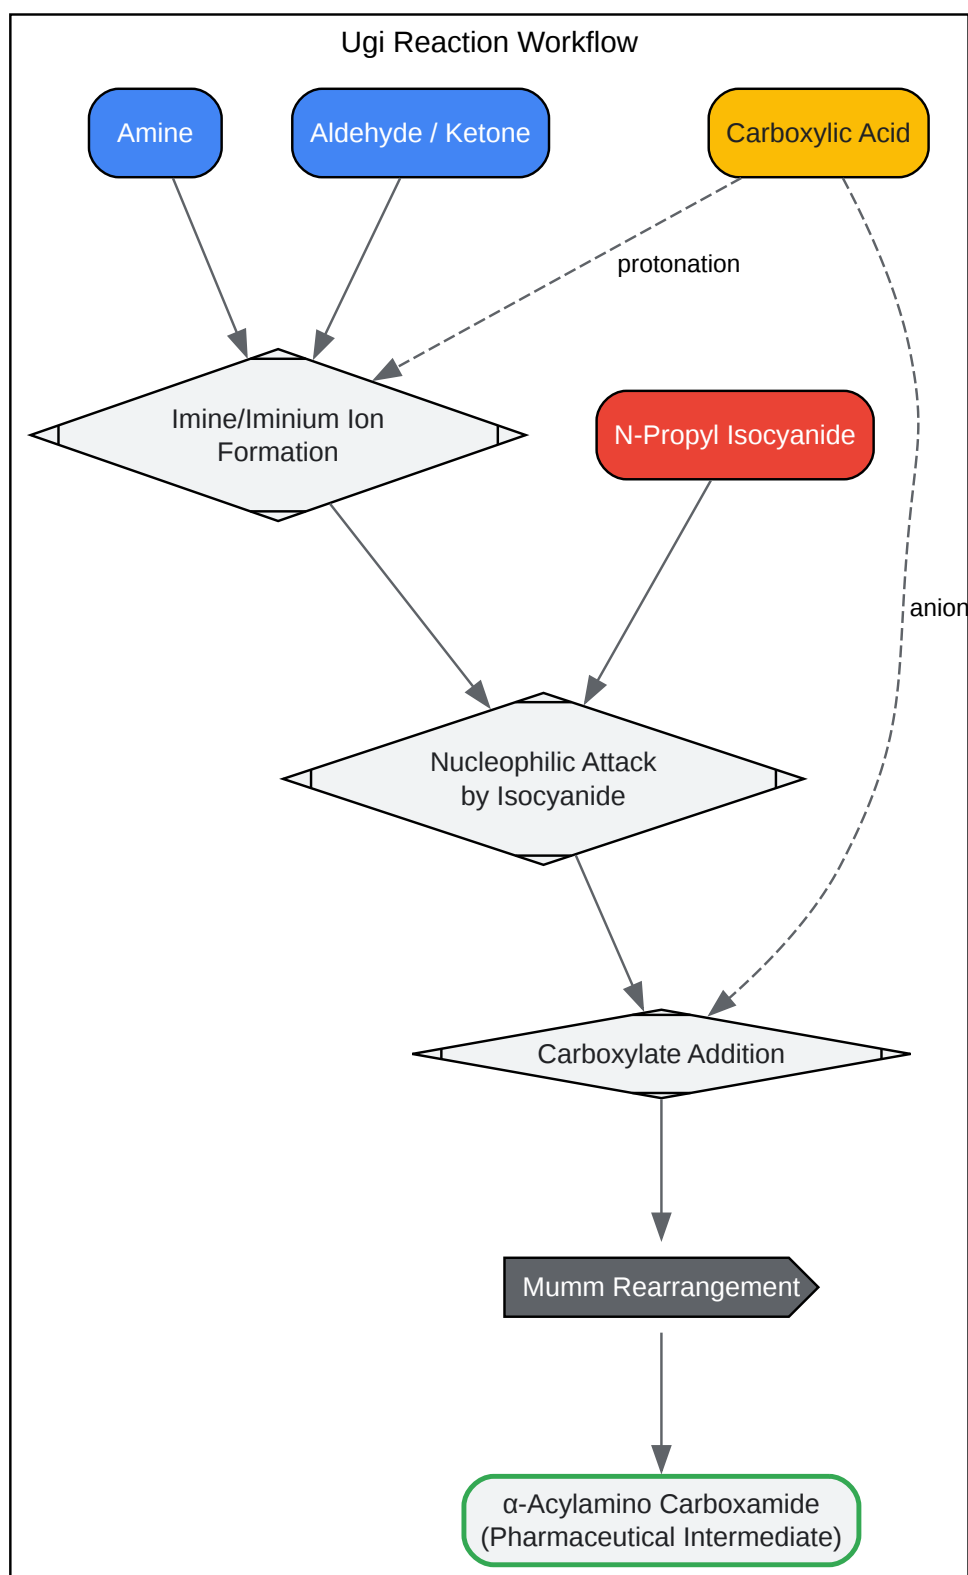 Ugi Reaction Workflow
Amine
Aldehyde / Ketone
Carboxylic Acid
protonation
Imine/Iminium Ion
Formation
N-Propyl Isocyanide
anion
Nucleophilic Attack
by Isocyanide
Carboxylate Addition
Mumm Rearrangement
α-Acylamino Carboxamide
(Pharmaceutical Intermediate)